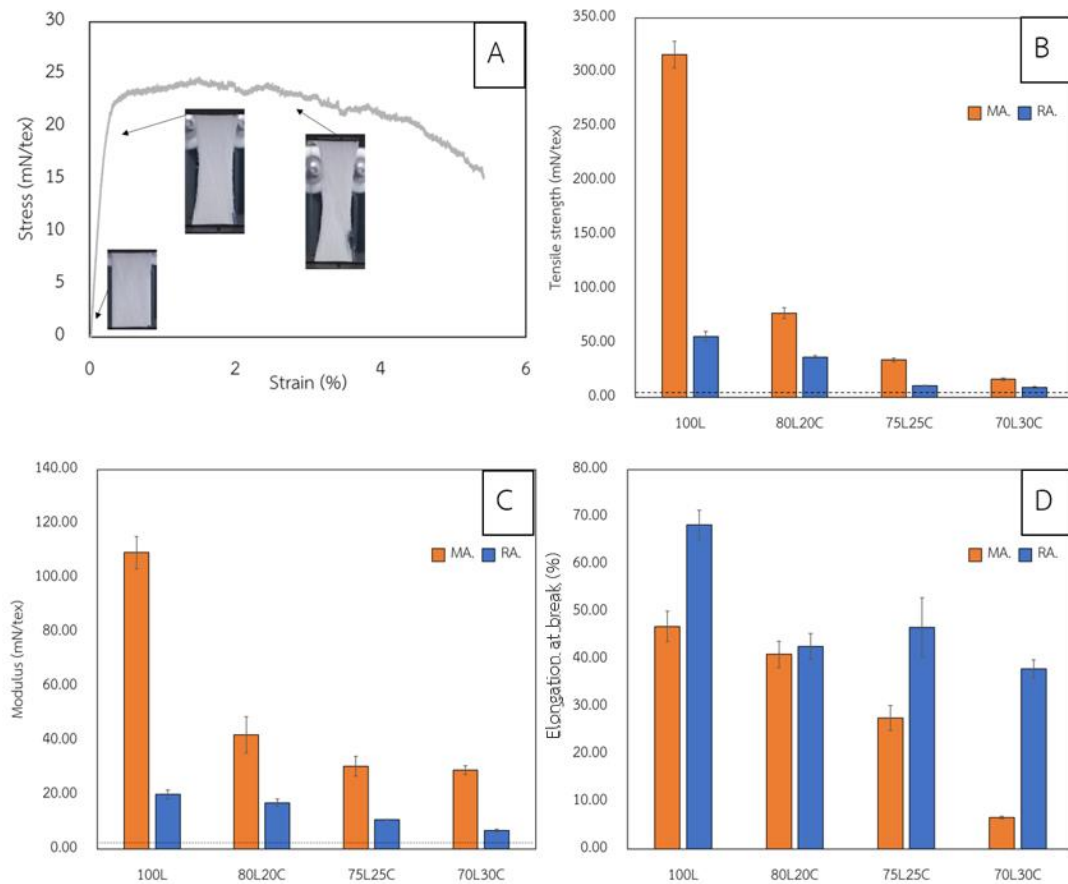 A
30
25
20
15
10
5
0
Stress (mN/tex)
0 2 4 6
Strain (%)
B
350.00
300.00
250.00
200.00
150.00
100.00
50.00
0.00
Tensile strength (mN/tex)
MA. RA.
100L 80L20C 75L25C 70L30C
C
140.00
120.00
100.00
80.00
60.00
40.00
20.00
0.00
Modulus (mN/tex)
MA. RA.
100L 80L20C 75L25C 70L30C
D
80.00
70.00
60.00
50.00
40.00
30.00
20.00
10.00
0.00
Elongation at break (%)
MA. RA.
100L 80L20C 75L25C 70L30C